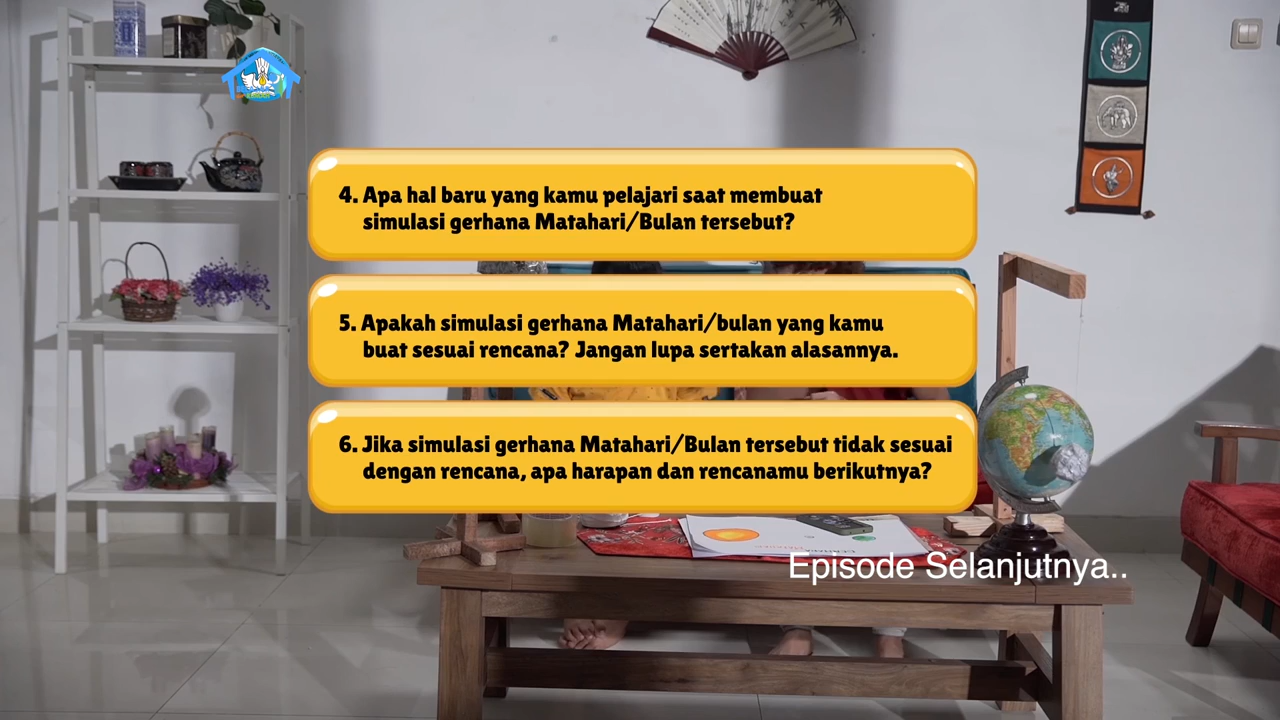 4. Apa hal baru yang kamu pelajari saat membuat
simulasi gerhana Matahari/Bulan tersebut?
5. Apakah simulasi gerhana Matahari/bulan yang kamu
buat sesuai rencana? Jangan lupa sertakan alasannya.
6. Jika simulasi gerhana Matahari/Bulan tersebut tidak sesuai
dengan rencana, apa harapan dan rencanamu berikutnya?
Episode Selanjutnya..